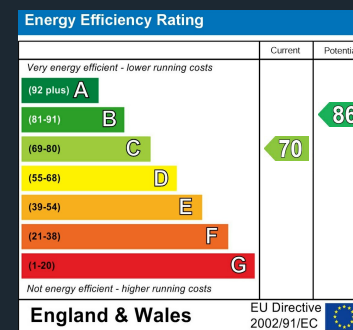 Energy Efficiency Rating
Current Potentia
Very energy efficient - lower running costs
(92 plus) A
(81-91) B
86
(69-80) C
70
(55-68) D
(39-54) E
(21-38) F
(1-20) G
Not energy efficient - higher running costs
England & Wales
EU Directive
2002/91/EC